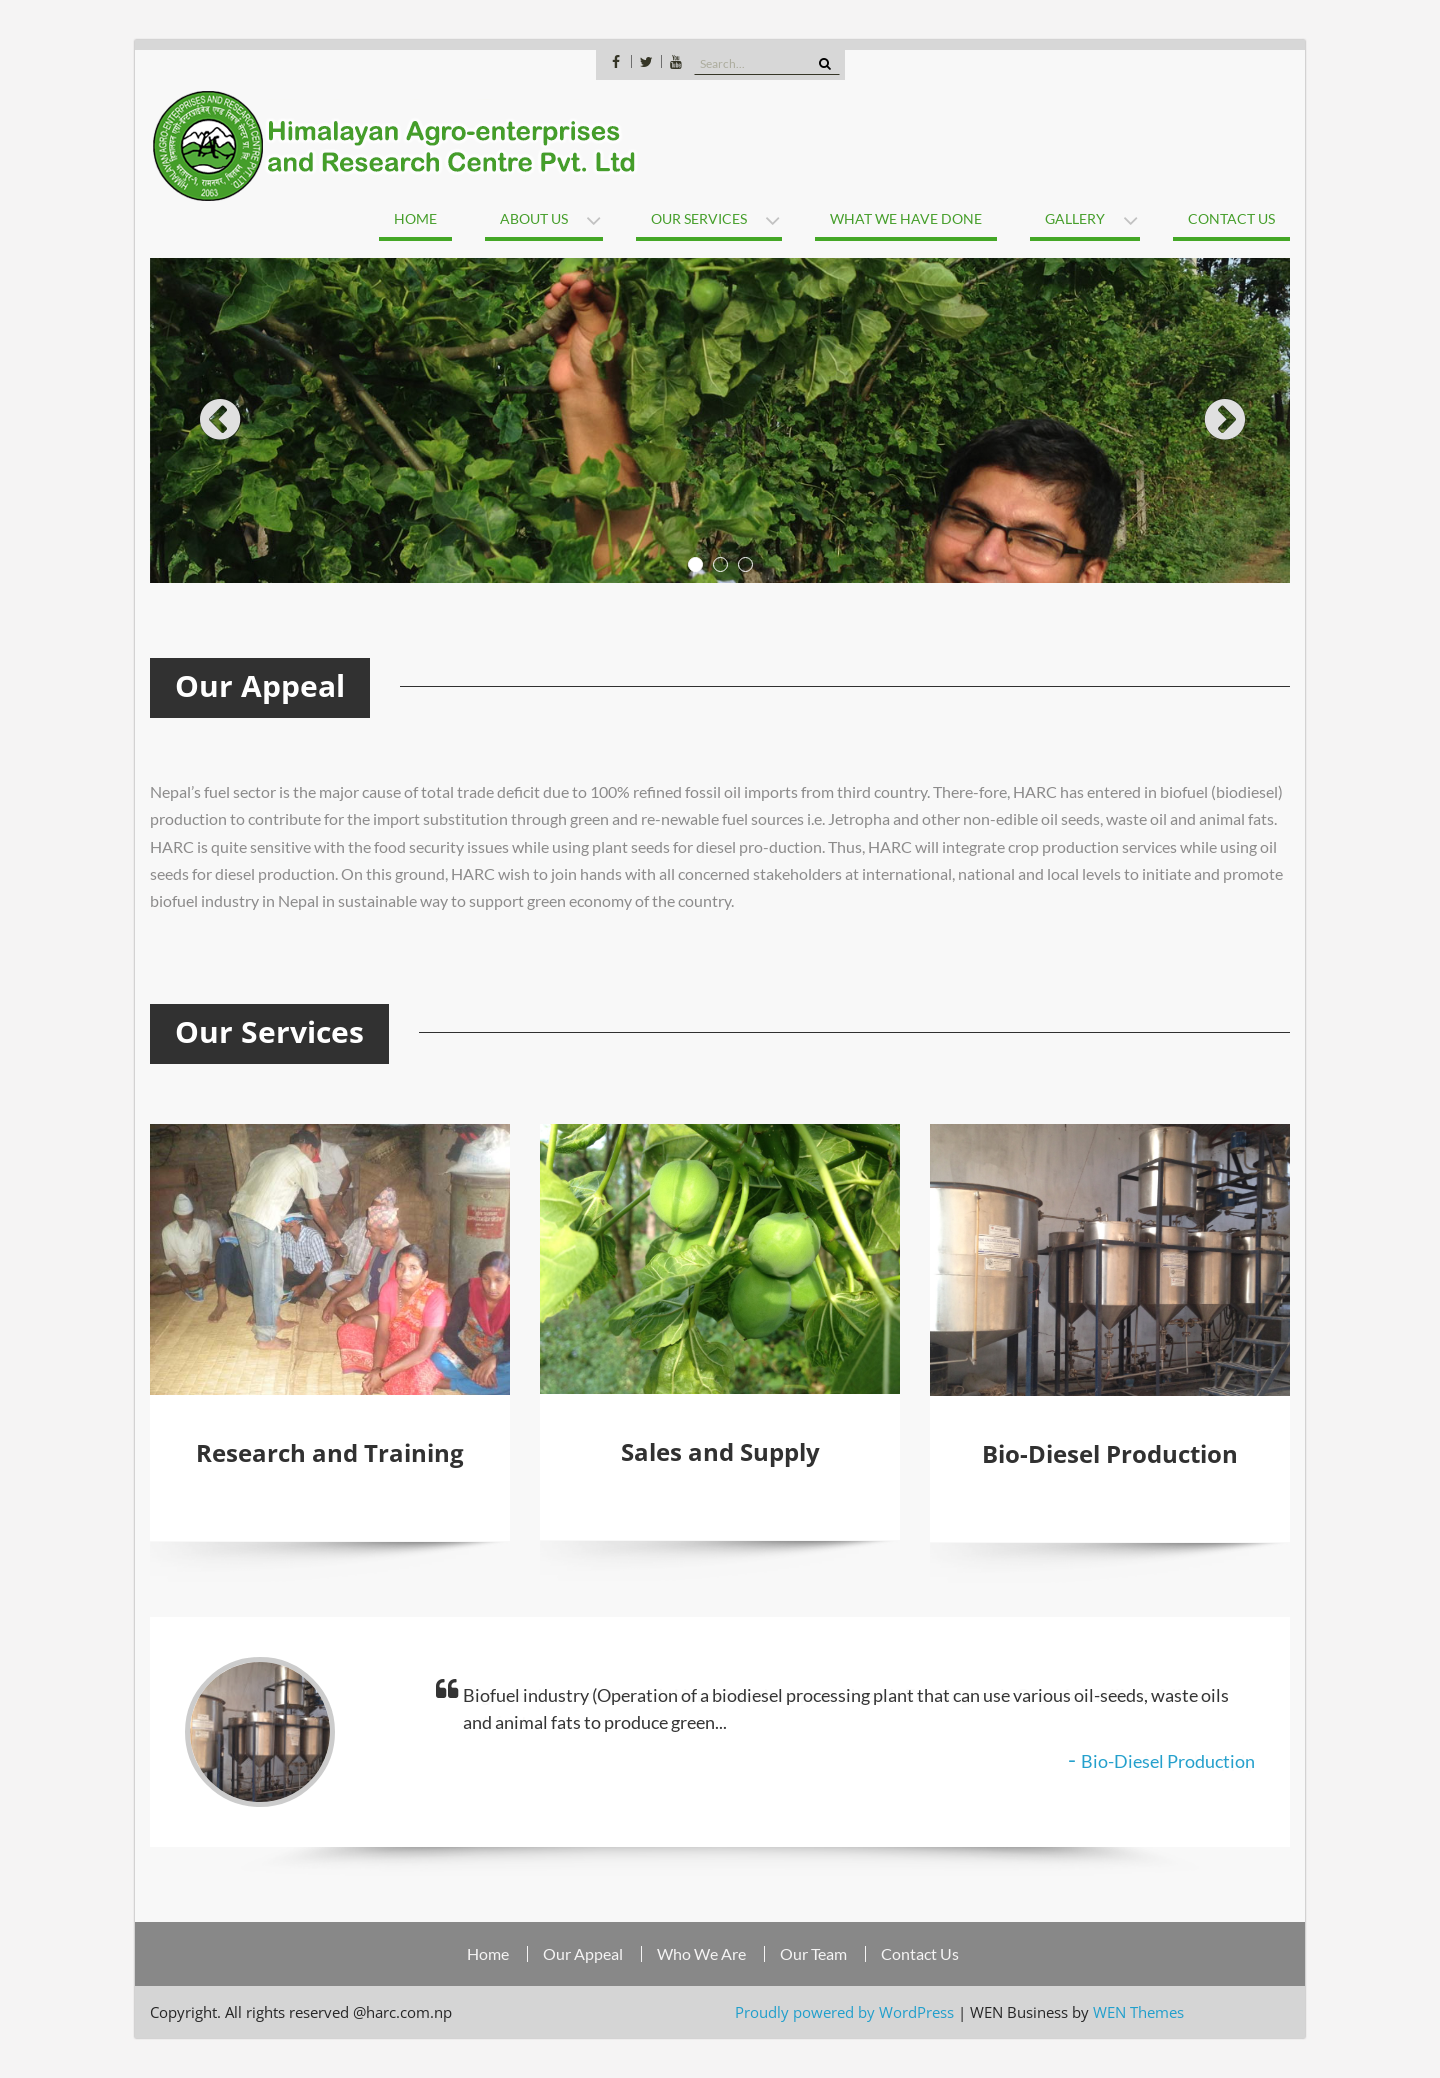 Search...
HIMALAYAN AGRO-ENTERPRISES AND RESEARCH CENTRE PVT. LTD
2063
Himalayan Agro-enterprises
and Research Centre Pvt. Ltd
HOME
ABOUT US
OUR SERVICES
WHAT WE HAVE DONE
GALLERY
CONTACT US
Our Appeal
Nepal’s fuel sector is the major cause of total trade deficit due to 100% refined fossil oil imports from third country. There-fore, HARC has entered in biofuel (biodiesel)
production to contribute for the import substitution through green and re-newable fuel sources i.e. Jetropha and other non-edible oil seeds, waste oil and animal fats.
HARC is quite sensitive with the food security issues while using plant seeds for diesel pro-duction. Thus, HARC will integrate crop production services while using oil
seeds for diesel production. On this ground, HARC wish to join hands with all concerned stakeholders at international, national and local levels to initiate and promote
biofuel industry in Nepal in sustainable way to support green economy of the country.
Our Services
Research and Training
Sales and Supply
Bio-Diesel Production
Biofuel industry (Operation of a biodiesel processing plant that can use various oil-seeds, waste oils
and animal fats to produce green...
- Bio-Diesel Production
Home
Our Appeal
Who We Are
Our Team
Contact Us
Copyright. All rights reserved @harc.com.np
Proudly powered by WordPress | WEN Business by WEN Themes